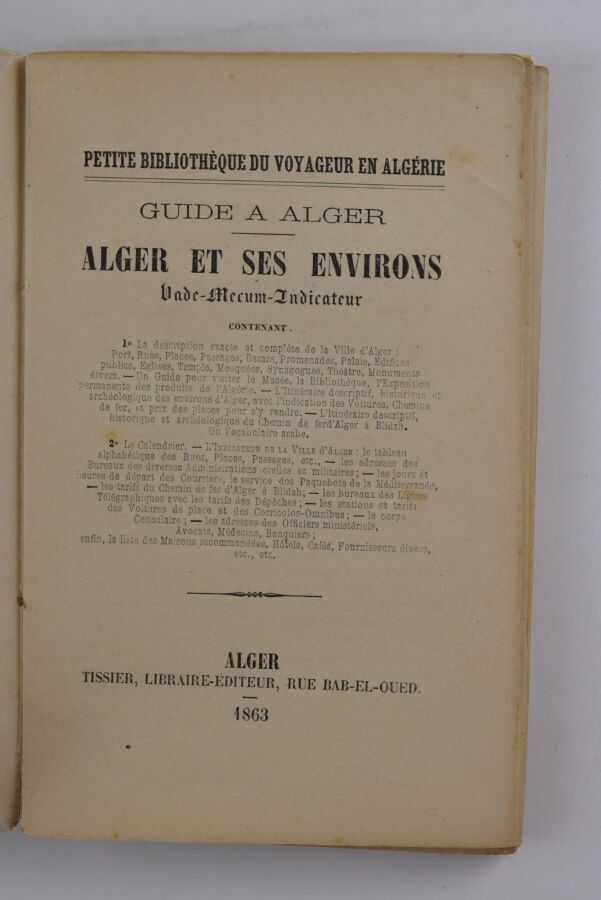 PETITE BIBLIOTHÈQUE DU VOYAGEUR EN ALGÉRIE
GUIDE A ALGER
ALGER ET SES ENVIRONS
Vade-Mecum-Indicateur
CONTENANT.
1º La description exacte et complète de la Ville d'Alger :
Port, Rues, Places, Passages, Bazars, Promenades, Palais, Edifices
publics, Eglises, Temple, Mosquées, Synagogues, Théâtre, Monuments
divers. — Un Guide pour visiter le Musée, la Bibliothèque, l'Exposition
permanente des produits de l'Algérie. — L'Itinéraire descriptif, historique et
archéologique des environs d'Alger, avec l'indication des Voitures, Chemins
de fer, et prix des places pour s'y rendre. — L'Itinéraire descriptif,
historique et archéologique du Chemin de ferd'Alger à Blidah.
Un Vocabulaire arabe.
2º Le Calendrier. — L'INDICATEUR DE LA VILLE D'ALGER : le tableau
alphabétique des Rues, Places, Passages, etc., — les adresses des
Bureaux des diverses Administrations civiles et militaires ; — les jours et
heures de départ des Courriers, le service des Paquebots de la Méditerranée,
— les tarifs du Chemin de fer d'Alger à Blidah ; — les bureaux des Lignes
Télégraphiques avec les tarifs des Dépêches ; — les stations et tarifs
des Voitures de place et des Corricolos-Omnibus ; — le corps
Consulaire ; — les adresses des Officiers ministériels,
Avocats, Médecins, Banquiers ;
enfin, la liste des Maisons recommandées, Hôtels, Cafés, Fournisseurs divers,
etc., etc.
ALGER
TISSIER, LIBRAIRE-ÉDITEUR, RUE BAB-EL-OUED.
1863